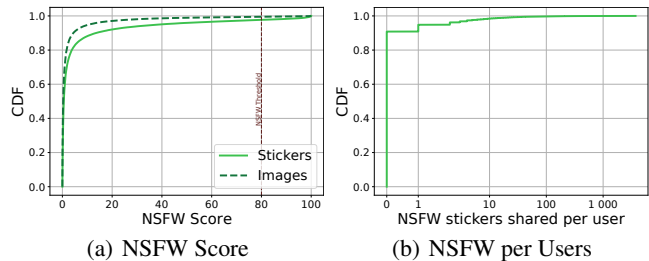 1.0
0.8
0.6
0.4
0.2
0.0
CDF
NSFW Threshold
Stickers
Images
0 20 40 60 80 100
NSFW Score
(a) NSFW Score
1.0
0.8
0.6
0.4
0.2
0.0
CDF
0 1 10 100 1 000
NSFW stickers shared per user
(b) NSFW per Users